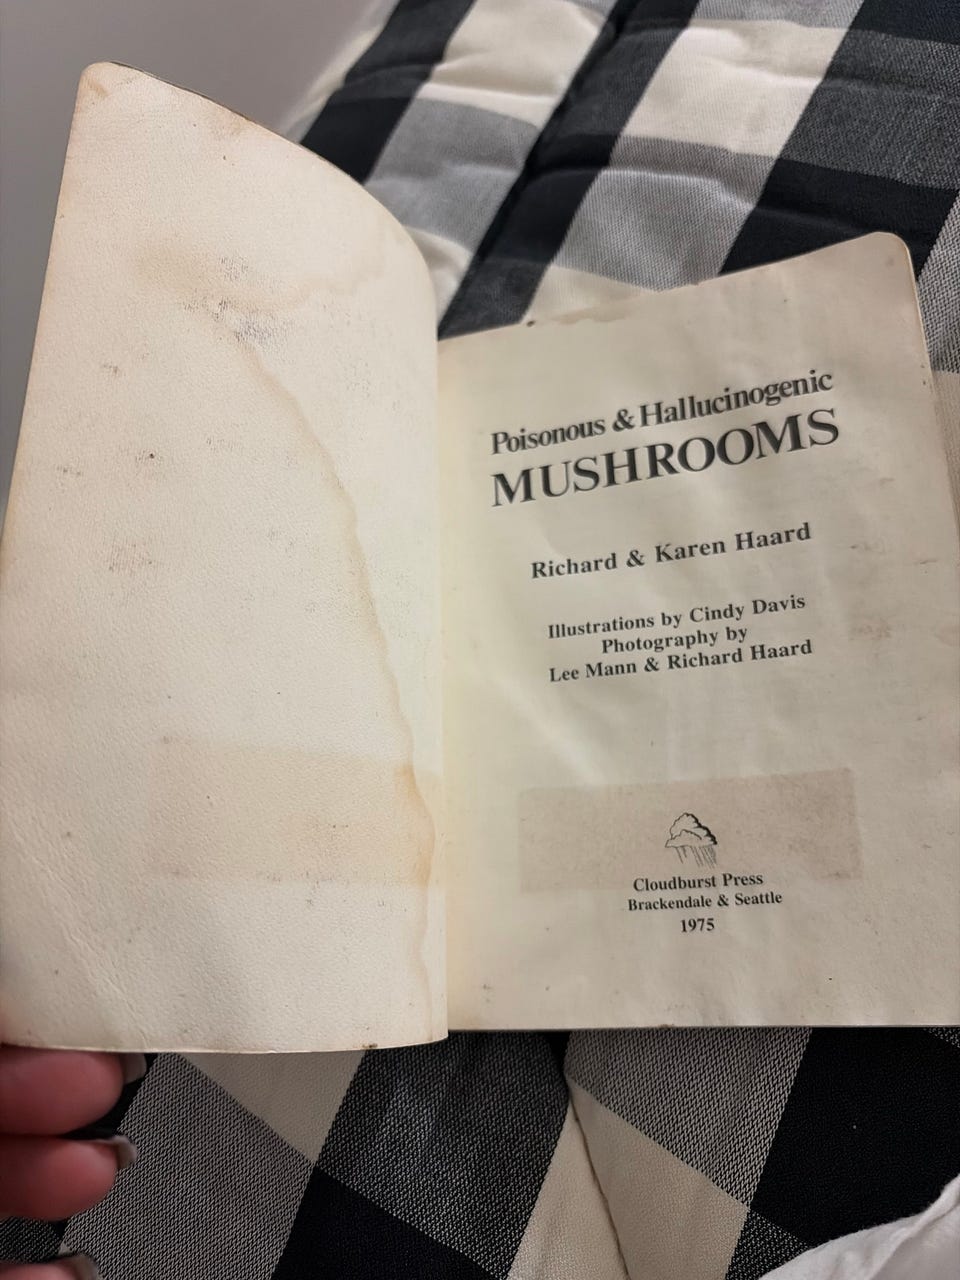 Poisonous & Hallucinogenic
MUSHROOMS
Richard & Karen Haard
Illustrations by Cindy Davis
Photography by
Lee Mann & Richard Haard
Cloudburst Press
Brackendale & Seattle
1975